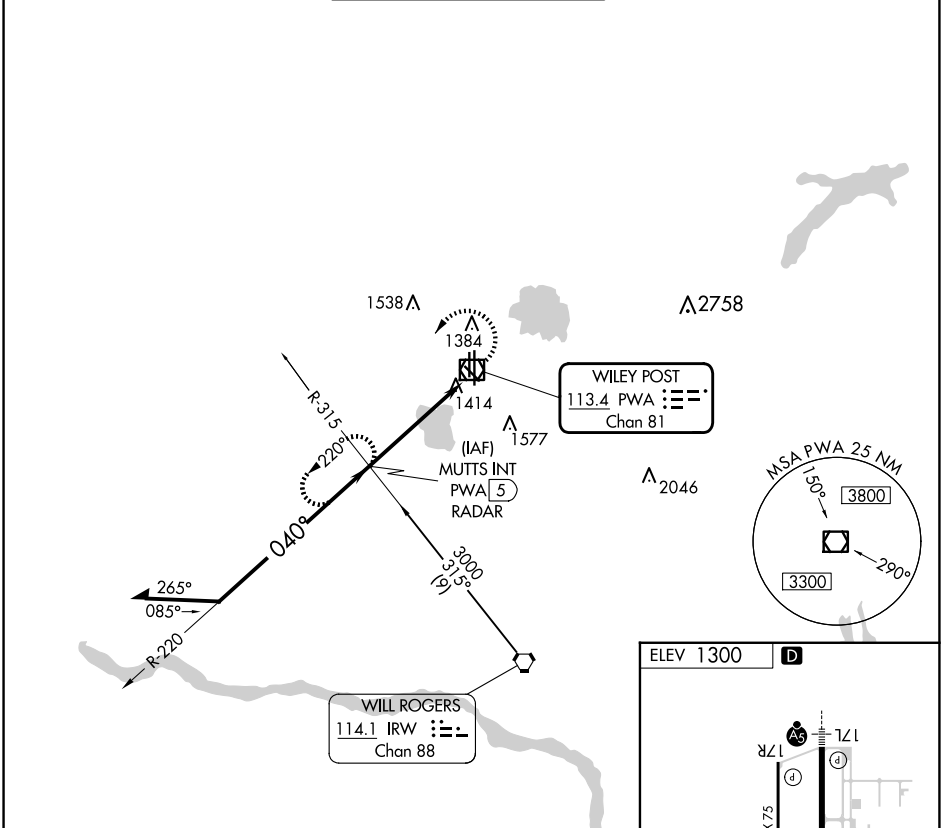 1538
2758
1384
WILEY POST
113.4 PWA
Chan 81
1414
R-315
1577
(IAF)
MUTTS INT
PWA 5
RADAR
220°
2046
MSA PWA 25 NM
150°
3800
290°
3300
040°
3000
315°
(9)
265°
085°
R-220
ELEV 1300 D
WILL ROGERS
114.1 IRW
Chan 88
A5
17L
17R
P
P
X75